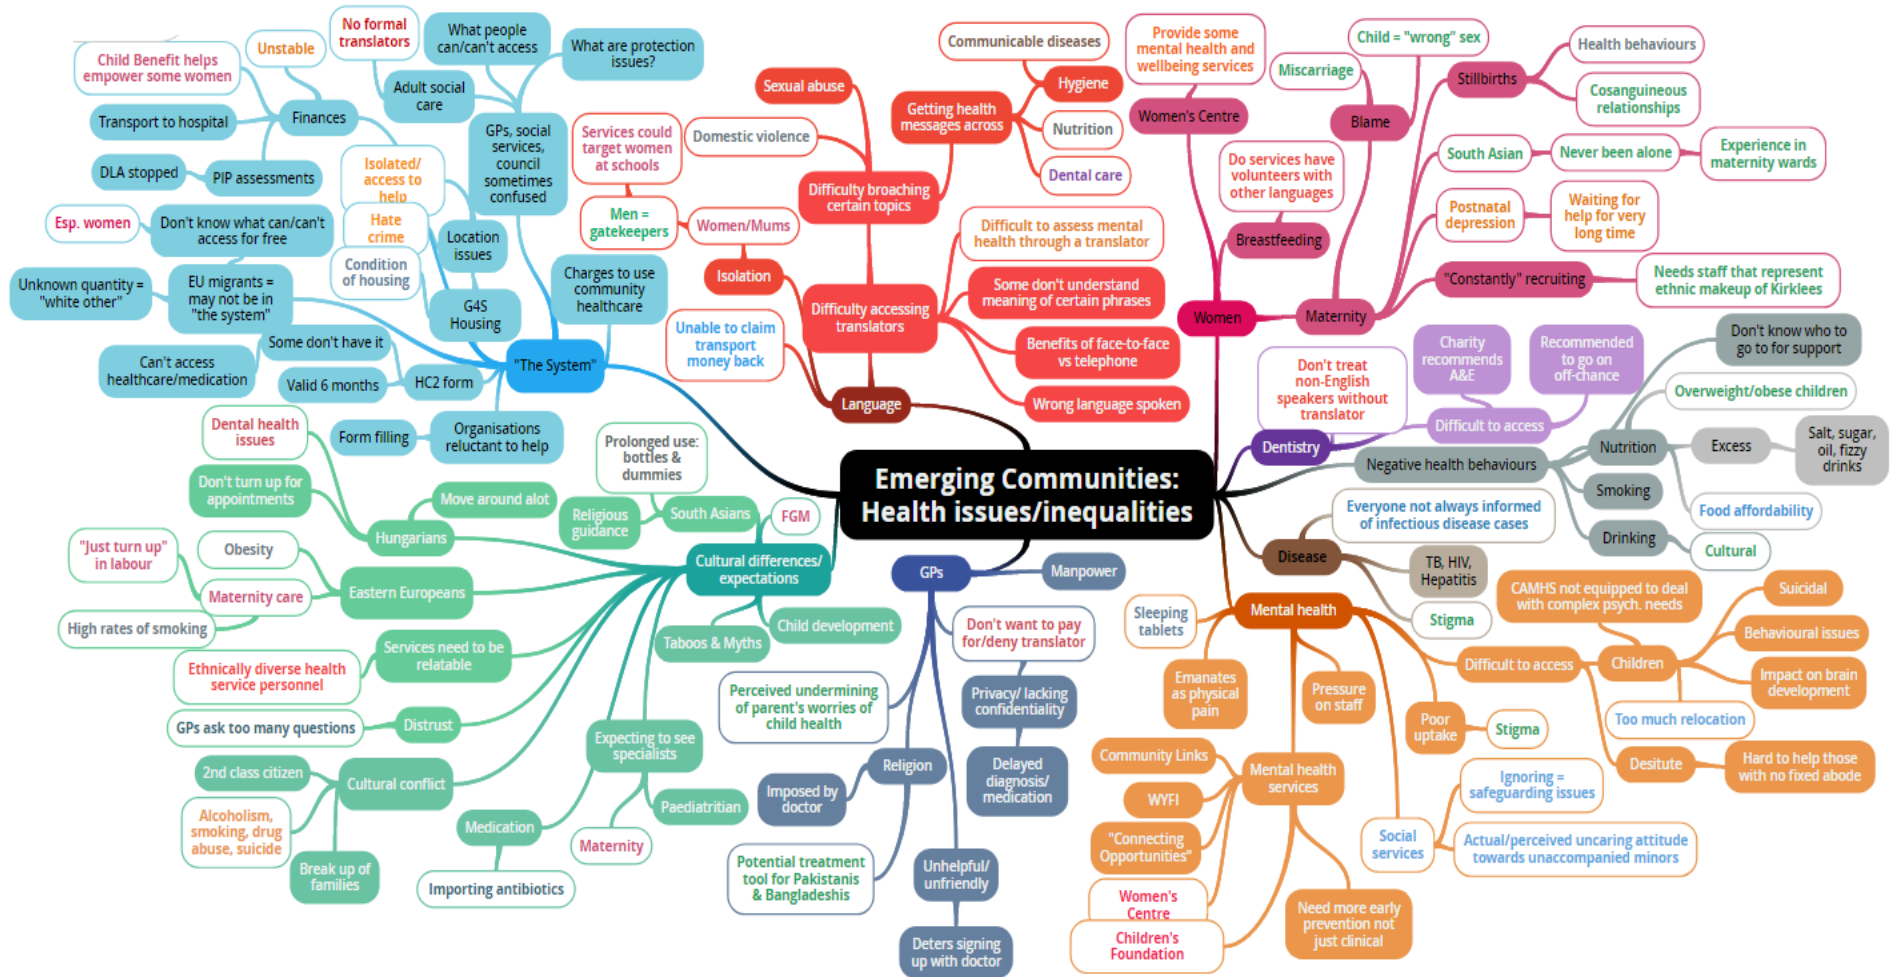 Emerging Communities:
Health issues/inequalities
"The System"
Finances
Child Benefit helps
empower some women
Unstable
Transport to hospital
PIP assessments
DLA stopped
No formal
translators
Adult social
care
What people
can/can't access
What are protection
issues?
GPs, social
services,
council
sometimes
confused
Isolated/
access to
help
Hate
crime
Condition
of housing
Location
issues
G4S
Housing
Charges to use
community
healthcare
Esp. women
Don't know what can/can't
access for free
Unknown quantity =
"white other"
EU migrants =
may not be in
"the system"
Some don't have it
Can't access
healthcare/medication
Valid 6 months
HC2 form
Form filling
Organisations
reluctant to help
Language
Sexual abuse
Domestic violence
Difficulty broaching
certain topics
Getting health
messages across
Communicable diseases
Hygiene
Nutrition
Dental care
Services could
target women
at schools
Men =
gatekeepers
Women/Mums
Isolation
Unable to claim
transport
money back
Difficulty accessing
translators
Difficult to assess mental
health through a translator
Some don't understand
meaning of certain phrases
Benefits of face-to-face
vs telephone
Wrong language spoken
Women
Provide some
mental health and
wellbeing services
Women's Centre
Do services have
volunteers with
other languages
Breastfeeding
Maternity
Miscarriage
Child = "wrong" sex
Blame
Stillbirths
Health behaviours
Cosanguineous
relationships
South Asian
Never been alone
Experience in
maternity wards
Postnatal
depression
Waiting for
help for very
long time
"Constantly" recruiting
Needs staff that represent
ethnic makeup of Kirklees
Dentistry
Don't treat
non-English
speakers without
translator
Charity
recommends
A&E
Recommended
to go on
off-chance
Difficult to access
Negative health behaviours
Nutrition
Don't know who to
go to for support
Overweight/obese children
Excess
Salt, sugar,
oil, fizzy
drinks
Food affordability
Smoking
Drinking
Cultural
Disease
Everyone not always informed
of infectious disease cases
TB, HIV,
Hepatitis
Stigma
Mental health
Sleeping
tablets
Emanates
as physical
pain
Pressure
on staff
Poor
uptake
Stigma
Difficult to access
Children
CAMHS not equipped to deal
with complex psych. needs
Suicidal
Behavioural issues
Impact on brain
development
Too much relocation
Desitute
Hard to help those
with no fixed abode
Social
services
Ignoring =
safeguarding issues
Actual/perceived uncaring attitude
towards unaccompanied minors
Mental health
services
Community Links
WYFI
"Connecting
Opportunities"
Women's
Centre
Children's
Foundation
Need more early
prevention not
just clinical
GPs
Manpower
Don't want to pay
for/deny translator
Privacy/ lacking
confidentiality
Delayed
diagnosis/
medication
Perceived undermining
of parent's worries of
child health
Religion
Imposed by
doctor
Potential treatment
tool for Pakistanis
& Bangladeshis
Unhelpful/
unfriendly
Deters signing
up with doctor
Cultural differences/
expectations
FGM
South Asians
Prolonged use:
bottles &
dummies
Religious
guidance
Hungarians
Dental health
issues
Don't turn up for
appointments
Move around alot
Eastern Europeans
Obesity
Maternity care
"Just turn up"
in labour
High rates of smoking
Services need to be
relatable
Ethnically diverse health
service personnel
Distrust
GPs ask too many questions
Cultural conflict
2nd class citizen
Alcoholism,
smoking, drug
abuse, suicide
Break up of
families
Medication
Importing antibiotics
Expecting to see
specialists
Paediatritian
Maternity
Taboos & Myths
Child development